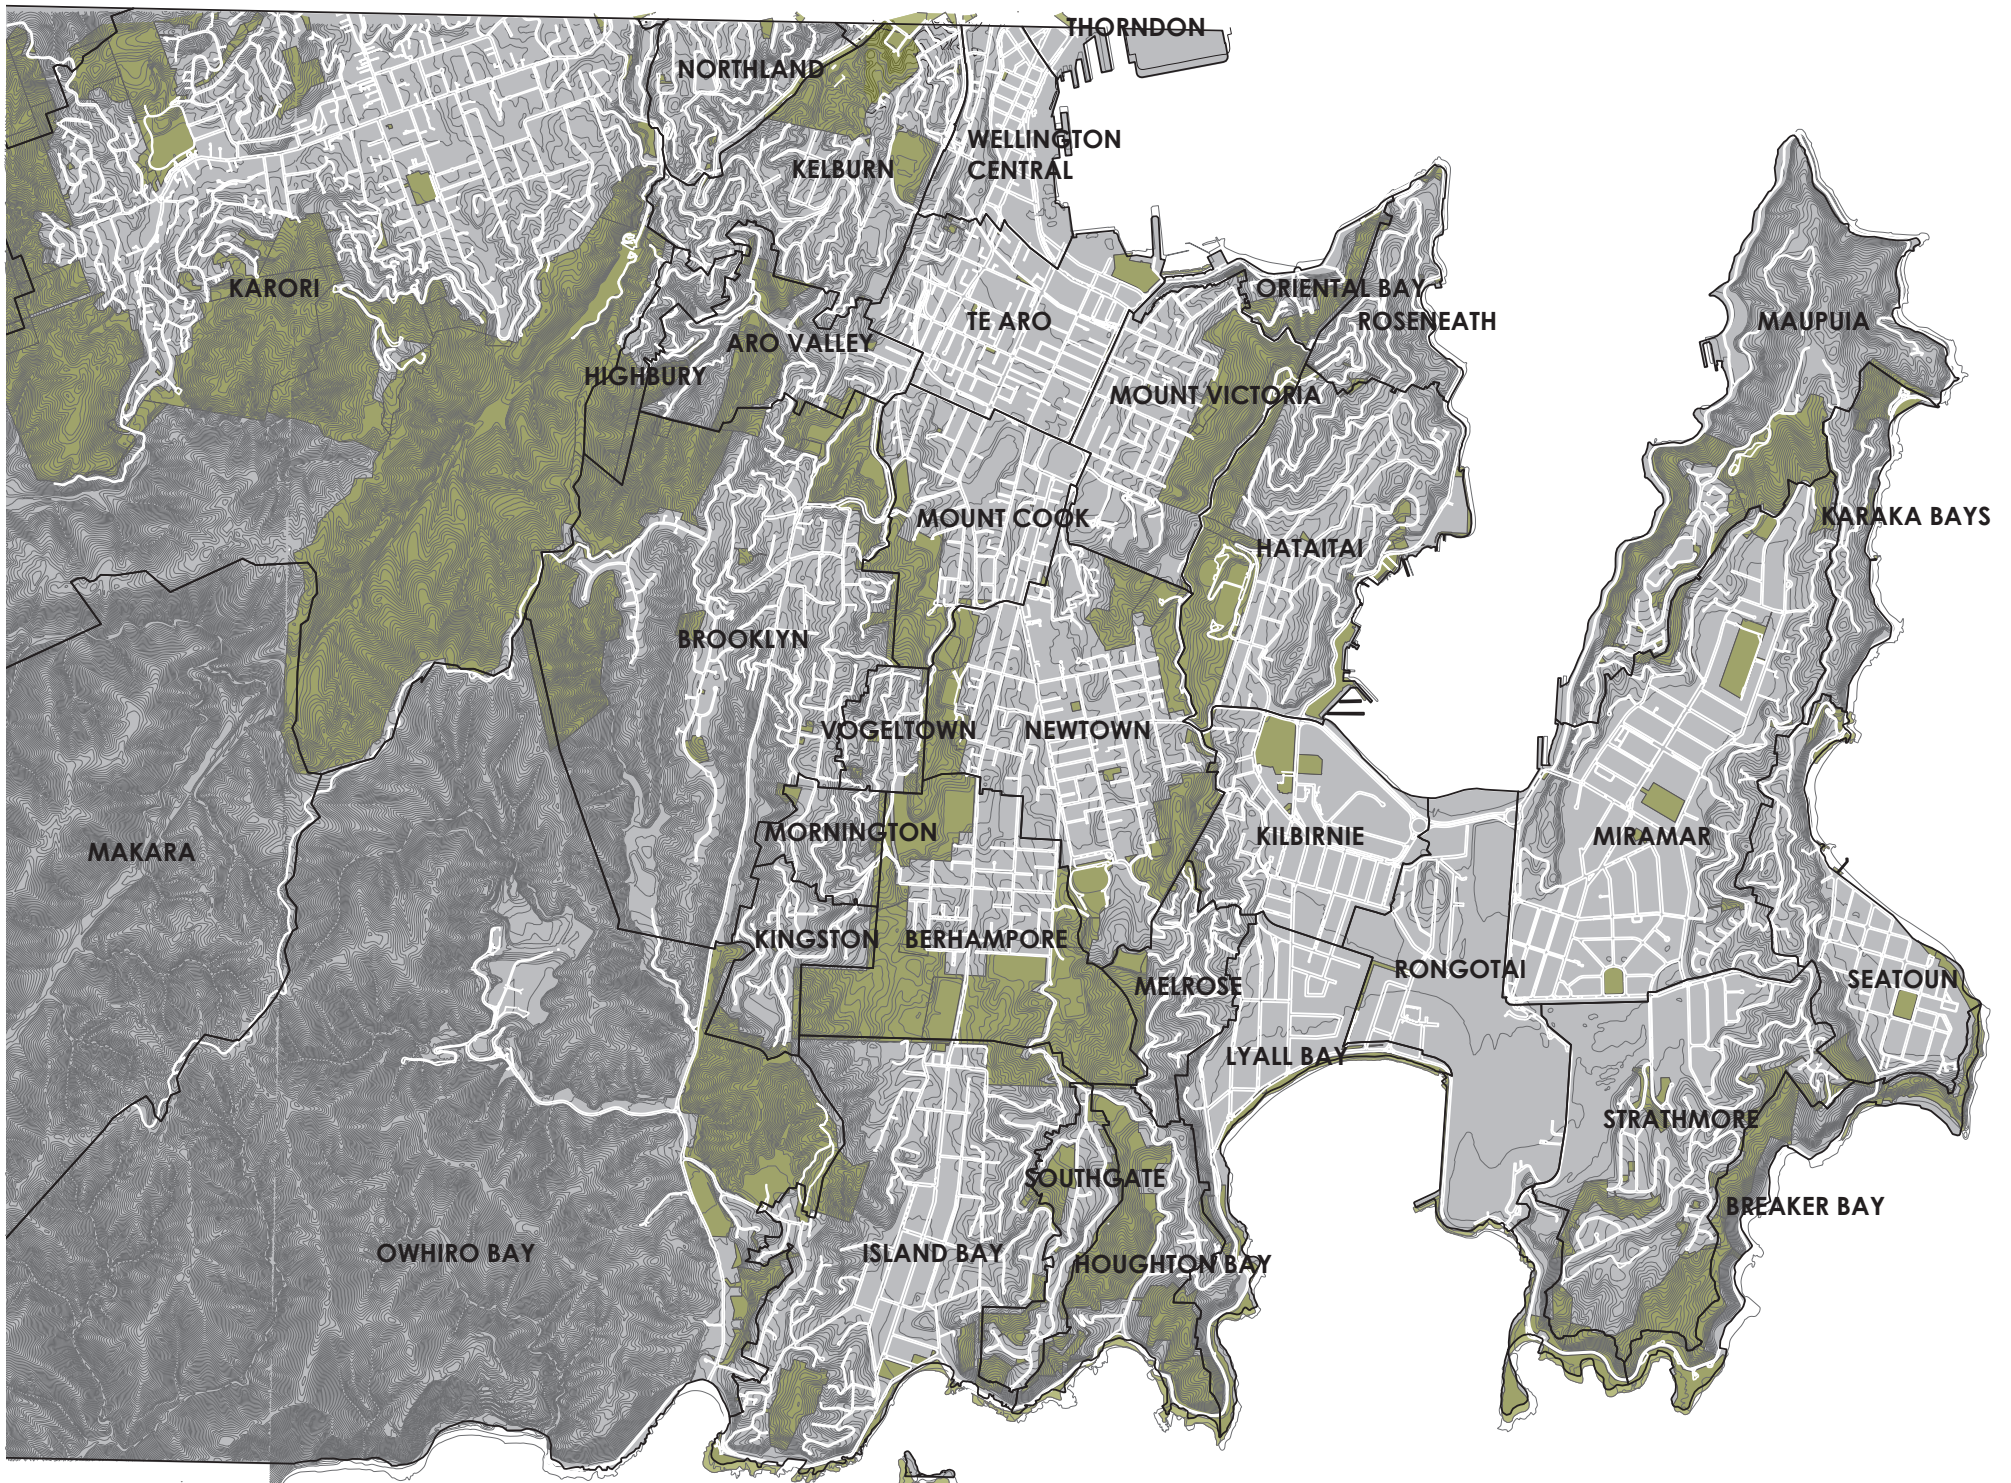 THORNDON
NORTHLAND
WELLINGTON
CENTRAL
KELBURN
KARORI
ORIENTAL BAY
TE ARO
ROSENEATH
MAUPUIA
ARO VALLEY
HIGHBURY
MOUNT VICTORIA
MOUNT COOK
KARAKA BAYS
HATAITAI
BROOKLYN
VOGELTOWN
NEWTOWN
MORNINGTON
KILBIRNIE
MIRAMAR
MAKARA
KINGSTON
BERHAMPORE
RONGOTAI
SEATOUN
MELROSE
LYALL BAY
STRATHMORE
SOUTHGATE
BREAKER BAY
OWHIRO BAY
ISLAND BAY
HOUGHTON BAY